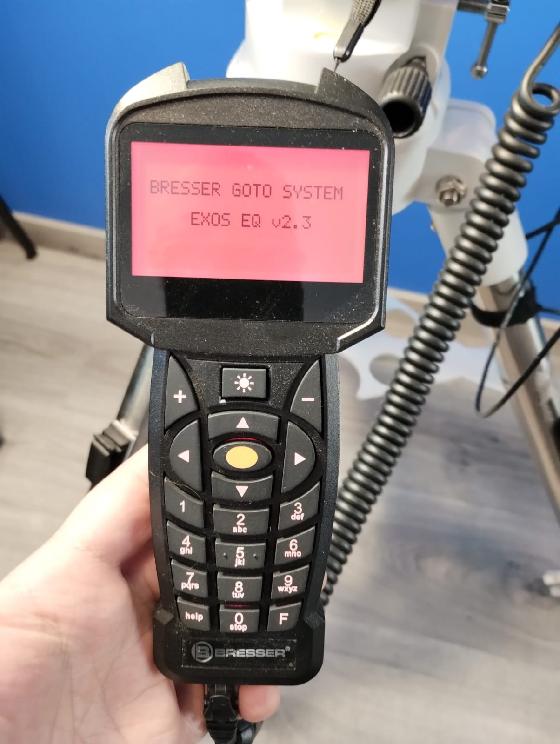 BRESSER GOTO SYSTEM
EXOS EQ v2.3
+
-
1
2
abc
3
def
4
ghi
5
jkl
6
mno
7
pqrs
8
tuv
9
wxyz
help
0
stop
F
BRESSER®